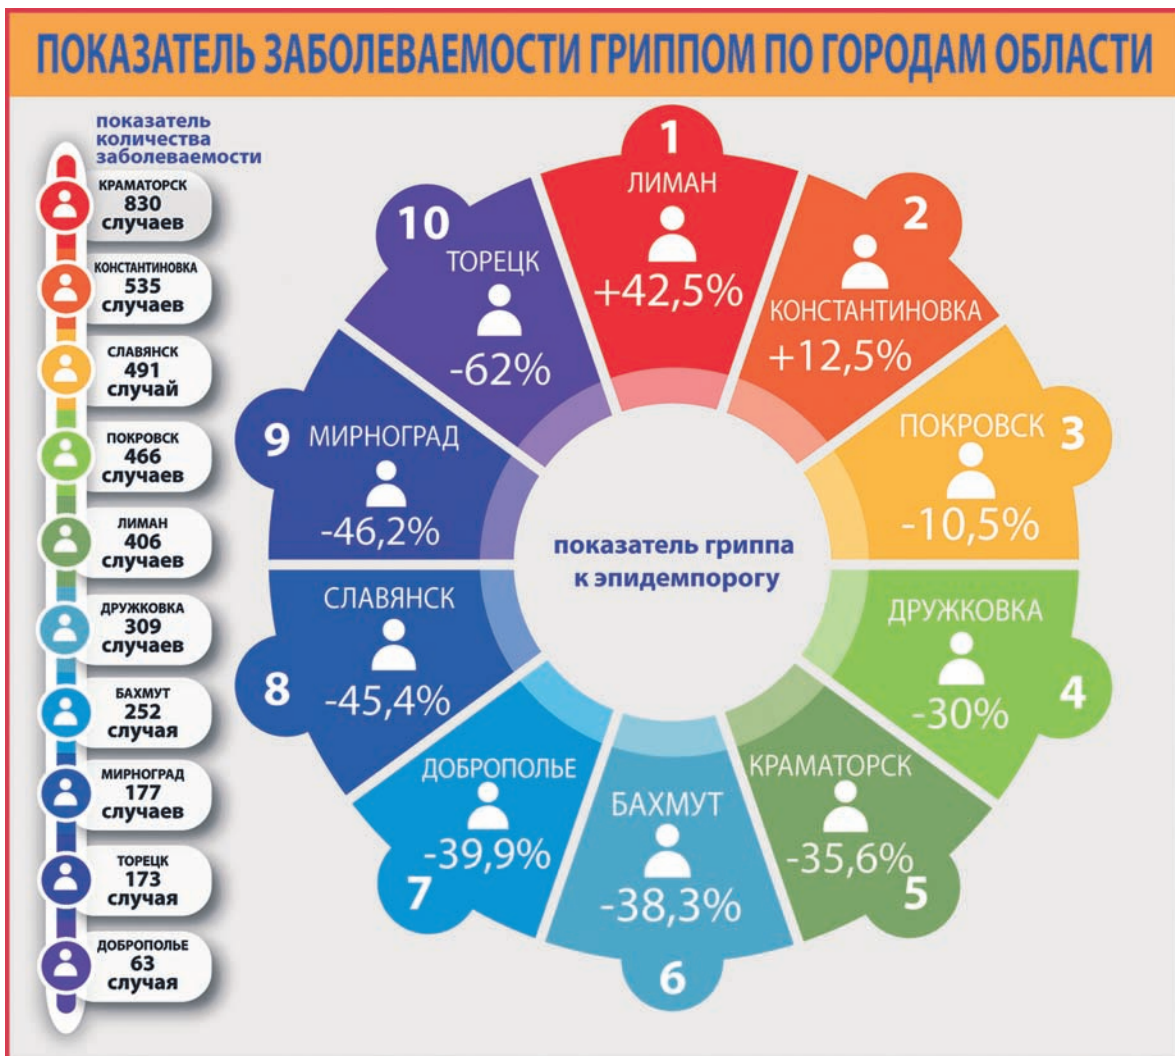 ПОКАЗАТЕЛЬ ЗАБОЛЕВАЕМОСТИ ГРИППОМ ПО ГОРОДАМ ОБЛАСТИ
показатель
количества
заболеваемости
КРАМАТОРСК
830
случаев
КОНСТАНТИНОВКА
535
случаев
СЛАВЯНСК
491
случай
ПОКРОВСК
466
случаев
ЛИМАН
406
случаев
ДРУЖКОВКА
309
случаев
БАХМУТ
252
случая
МИРНОГРАД
177
случаев
ТОРЕЦК
173
случая
ДОБРОПОЛЬЕ
63
случая
1
ЛИМАН
+42,5%
2
КОНСТАНТИНОВКА
+12,5%
3
ПОКРОВСК
-10,5%
4
ДРУЖКОВКА
-30%
5
КРАМАТОРСК
-35,6%
6
БАХМУТ
-38,3%
7
ДОБРОПОЛЬЕ
-39,9%
8
СЛАВЯНСК
-45,4%
9
МИРНОГРАД
-46,2%
10
ТОРЕЦК
-62%
показатель гриппа
к эпидемпорогу